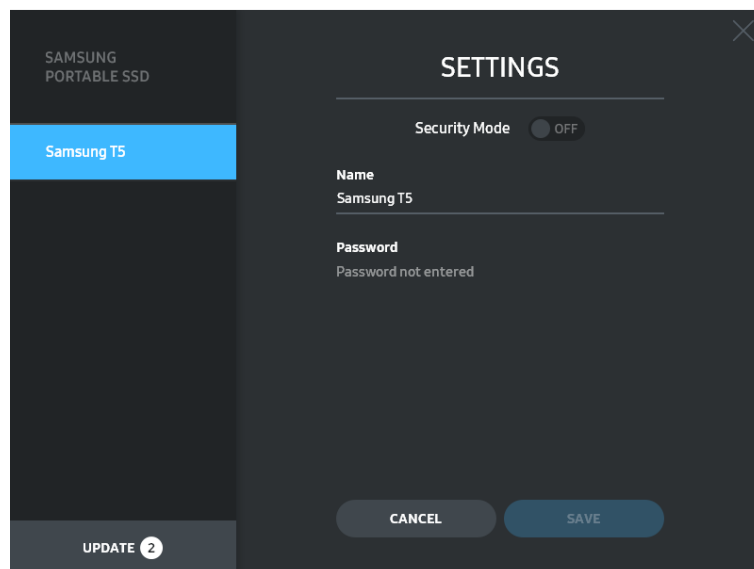 SAMSUNG
PORTABLE SSD
Samsung T5
UPDATE 2
SETTINGS
Security Mode OFF
Name
Samsung T5
Password
Password not entered
CANCEL SAVE